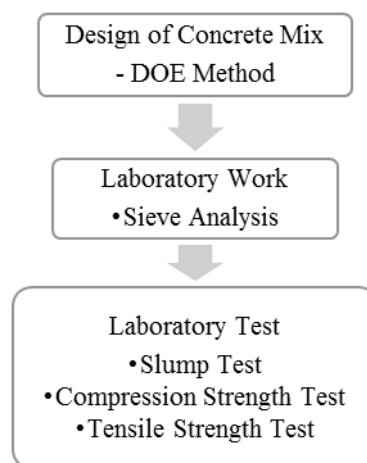 Design of Concrete Mix
- DOE Method
Laboratory Work
•Sieve Analysis
Laboratory Test
•Slump Test
•Compression Strength Test
•Tensile Strength Test